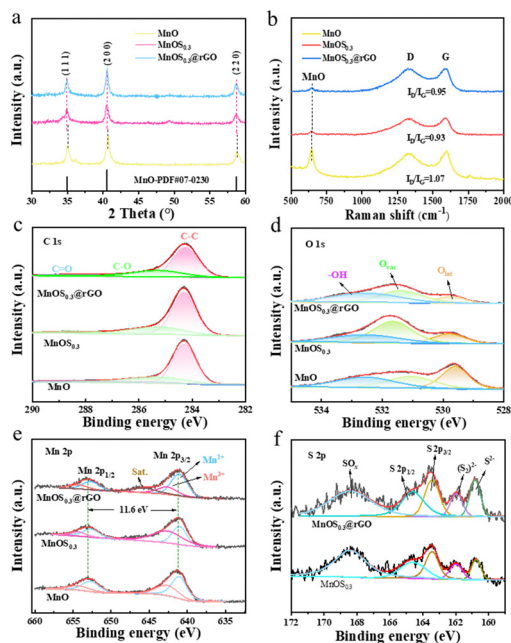 a
MnO
MnOS0.3
MnOS0.3@rGO
(1 1 1)
(2 0 0)
(2 2 0)
MnO-PDF#07-0230
Intensity (a.u.)
30 35 40 45 50 55 60
2 Theta (°)
b
MnO
MnOS0.3
MnOS0.3@rGO
MnO
D
G
ID/IG=0.95
ID/IG=0.93
ID/IG=1.07
Intensity (a.u.)
500 750 1000 1250 1500 1750 2000
Raman shift (cm-1)
c
C 1s
C=O
C-O
C-C
MnOS0.3@rGO
MnOS0.3
MnO
Intensity (a.u.)
290 288 286 284 282
Binding energy (eV)
d
O 1s
-OH
Ovac
Olat
MnOS0.3@rGO
MnOS0.3
MnO
Intensity (a.u.)
534 532 530 528
Binding energy (eV)
e
Mn 2p
Mn 2p1/2
Sat.
Mn 2p3/2
Mn2+
Mn3+
MnOS0.3@rGO
11.6 eV
MnOS0.3
MnO
Intensity (a.u.)
660 655 650 645 640 635
Binding energy (eV)
f
S 2p
SOx
S 2p1/2
S 2p3/2
(S2)2-
S2-
MnOS0.3@rGO
MnOS0.3
Intensity (a.u.)
172 170 168 166 164 162 160
Binding energy (eV)